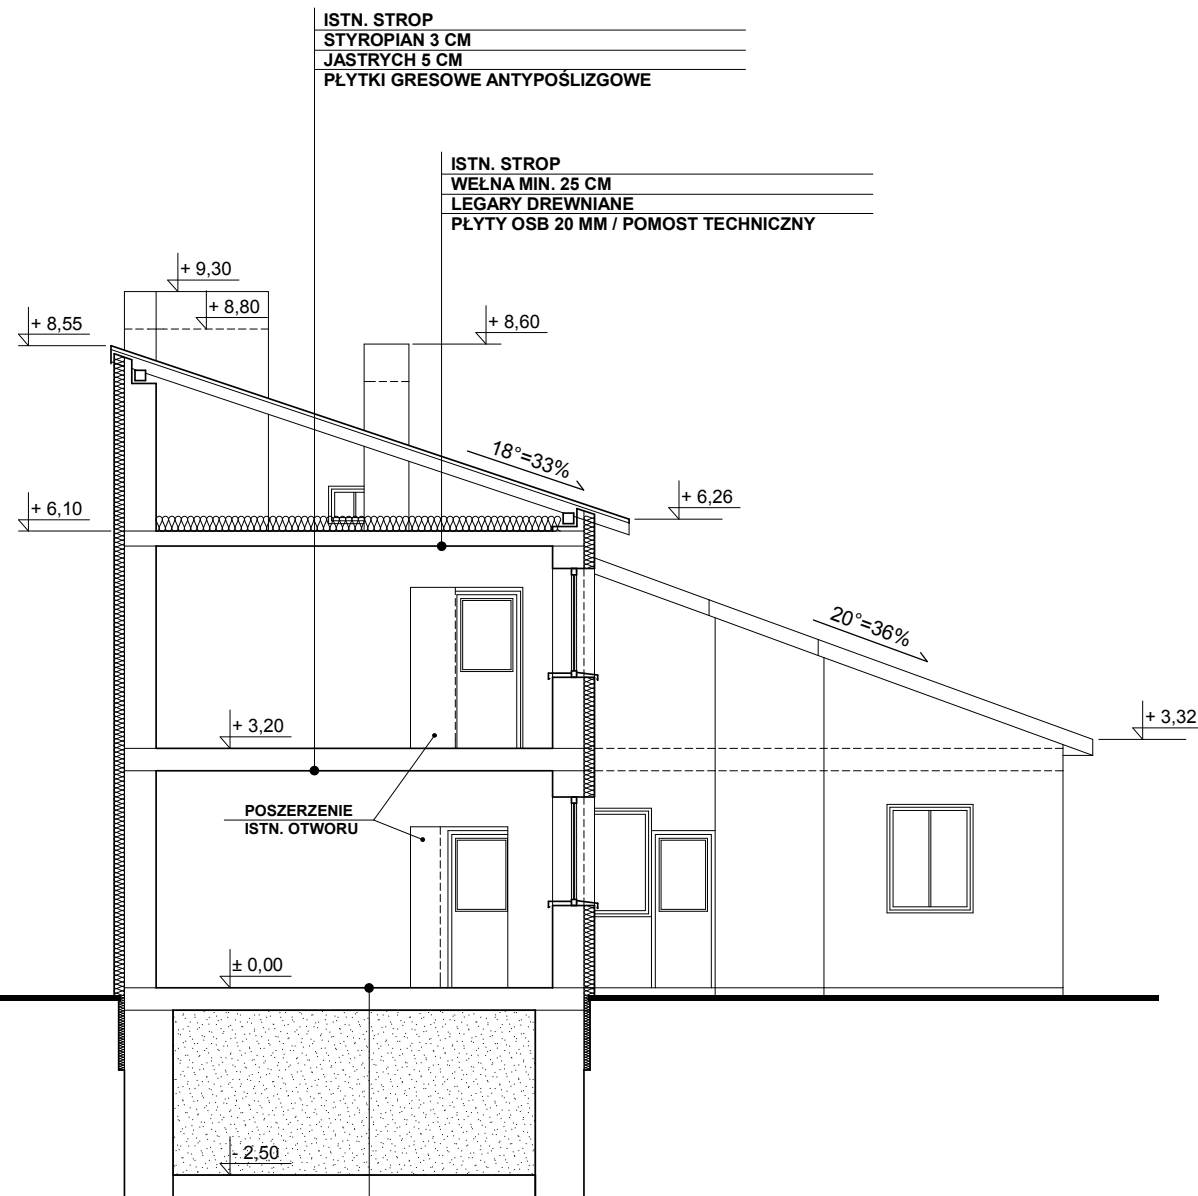 ISTN. STROP
STYROPIAN 3 CM
JASTRYCH 5 CM
PŁYTKI GRESOWE ANTYPOŚLIZGOWE
ISTN. STROP
WEŁNA MIN. 25 CM
LEGARY DREWNIANE
PŁYTY OSB 20 MM / POMOST TECHNICZNY
+ 9,30
+ 8,80
+ 8,55
+ 8,60
18°=33%
+ 6,10
+ 6,26
20°=36%
+ 3,20
+ 3,32
POSZERZENIE
ISTN. OTWORU
± 0,00
- 2,50